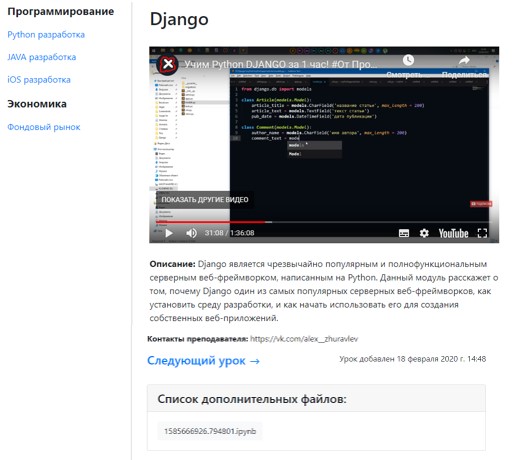 Программирование
Python разработка
JAVA разработка
iOS разработка
Экономика
Фондовый рынок
Django
Учим Python DJANGO за 1 час! #От Про...
Смотреть...
Поделиться
from django.db import models
class Article(models.Model):
article_title = models.CharField('название статьи', max_length = 200)
article_text = models.TextField('текст статьи')
pub_date = models.DateTimeField('дата публикации')
class Comment(models.Model):
author_name = models.CharField('имя автора', max_length = 200)
comment_text = mode
ПОКАЗАТЬ ДРУГИЕ ВИДЕО
31:08 / 1:36:08
YouTube
Описание: Django является чрезвычайно популярным и полнофункциональным
серверным веб-фреймворком, написанным на Python. Данный модуль расскажет о
том, почему Django один из самых популярных серверных веб-фреймворков, как
установить среду разработки, и как начать использовать его для создания
собственных веб-приложений.
Контакты преподавателя: https://vk.com/alex__zhuravlev
Следующий урок →
Урок добавлен 18 февраля 2020 г. 14:48
Список дополнительных файлов:
1585666926.794801.ipynb